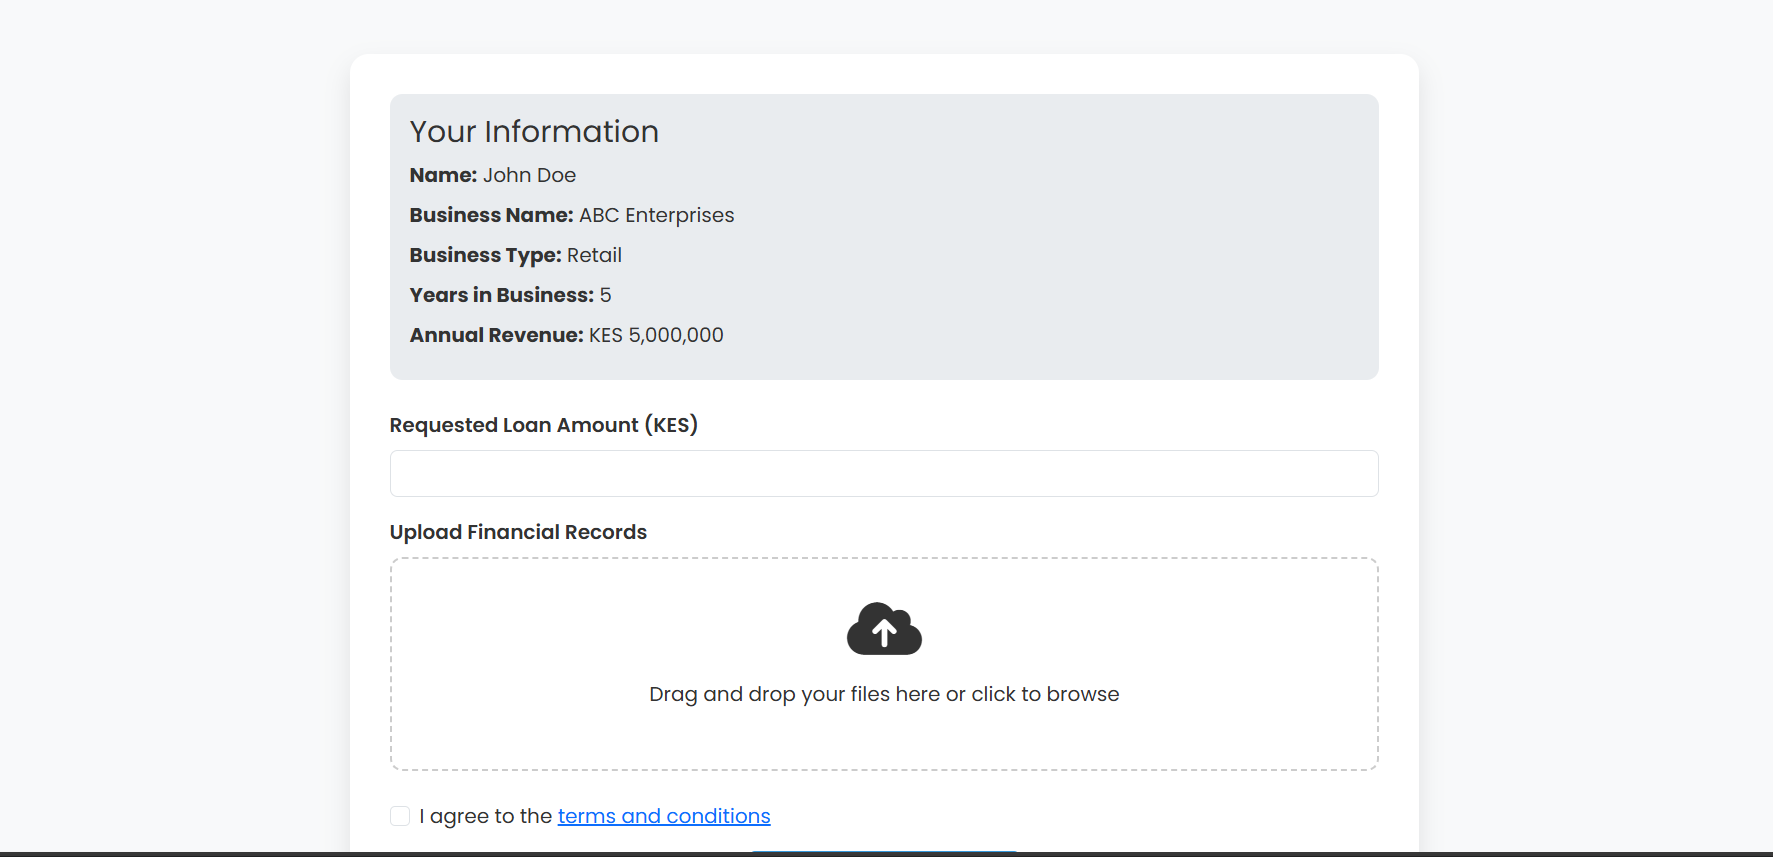 Your Information
Name: John Doe
Business Name: ABC Enterprises
Business Type: Retail
Years in Business: 5
Annual Revenue: KES 5,000,000
Requested Loan Amount (KES)
Upload Financial Records
Drag and drop your files here or click to browse
I agree to the terms and conditions